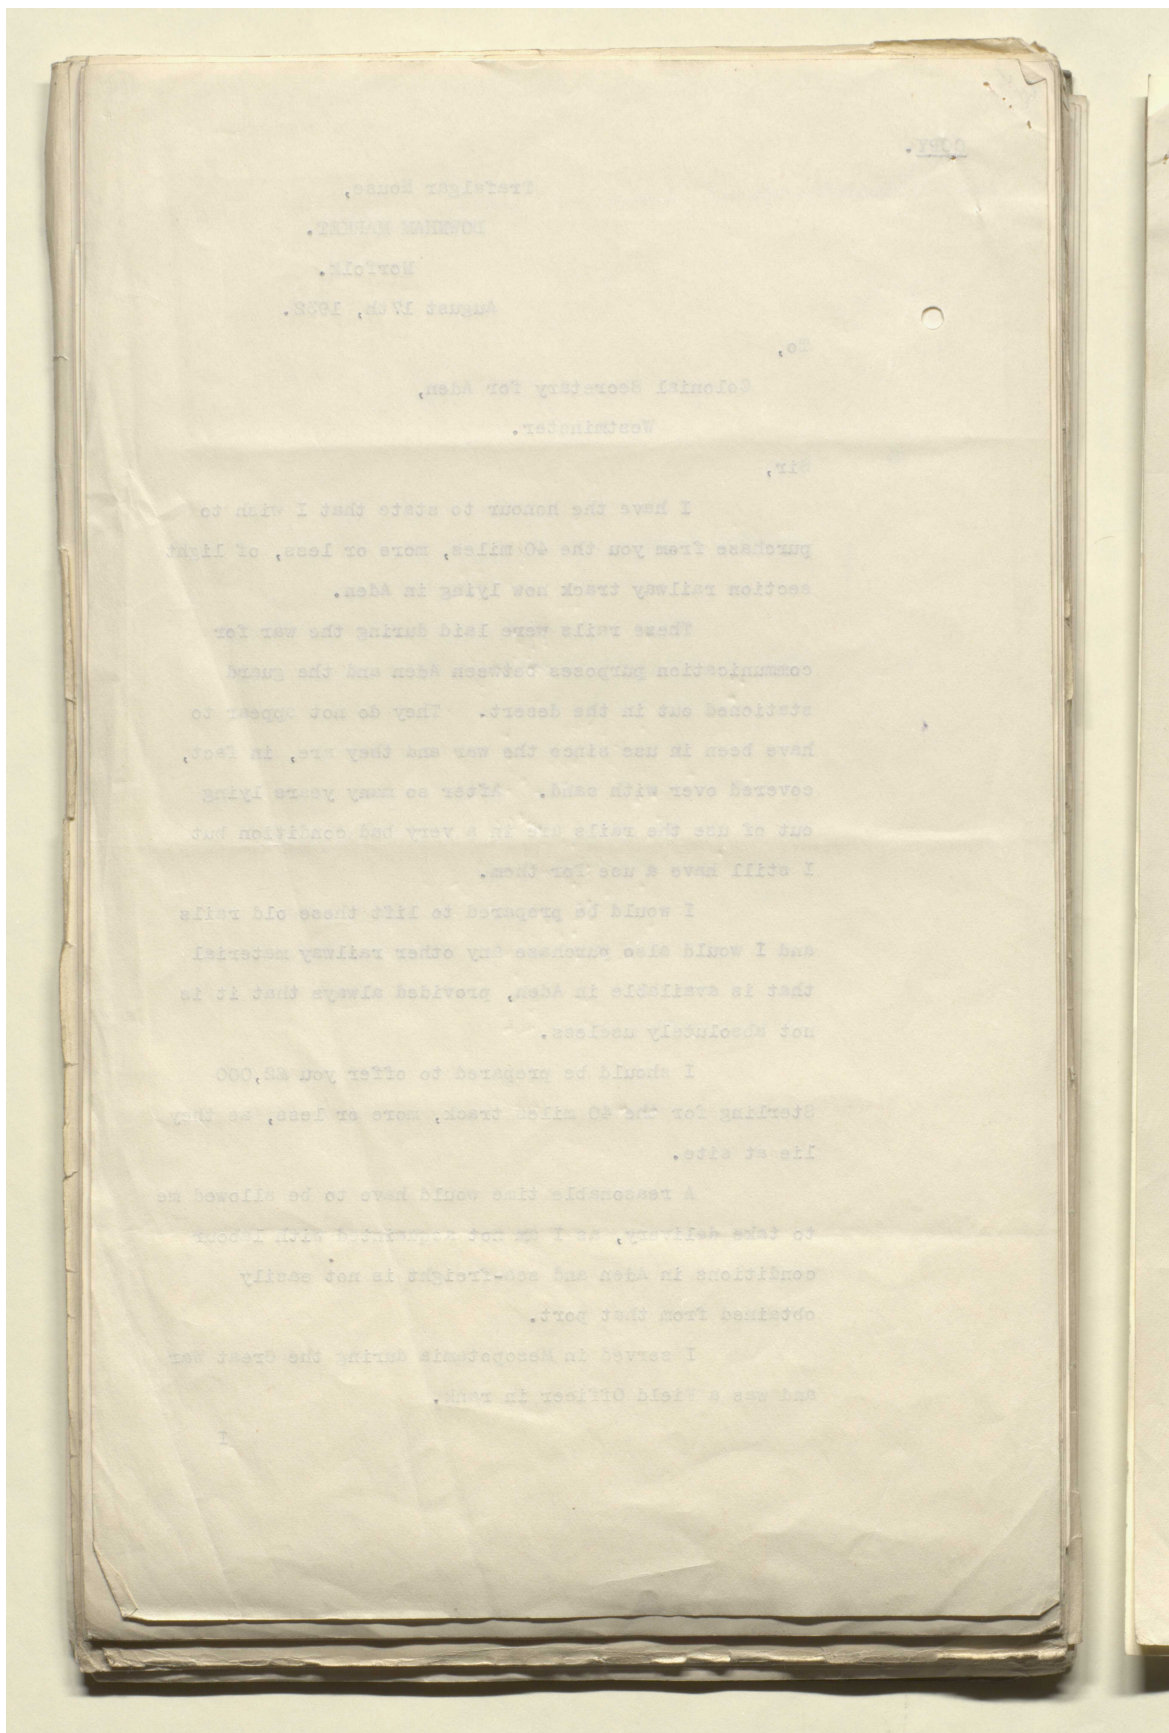 COPY.
Trafalgar House,
DOWNHAM MARKET.
Norfolk.
August 17th, 1932.
To,
Colonial Secretary for Aden,
Westminster.
Sir,
I have the honour to state that I wish to
purchase from you the 40 miles, more or less, of light
section railway track now lying in Aden.
These rails were laid during the war for
communication purposes between Aden and the guard
stationed out in the desert. They do not appear to
have been in use since the war and they are, in fact,
covered over with sand. After so many years lying
out of use the rails are in a very bad condition but
I still have a use for them.
I would be prepared to lift these old rails
and I would also purchase any other railway material
that is available in Aden, provided always that it is
not absolutely useless.
I should be prepared to offer you £2,000
Sterling for the 40 miles track, more or less, as they
lie at site.
A reasonable time would have to be allowed me
to take delivery, as I am not acquainted with labour
conditions in Aden and sea-freight is not easily
obtained from that port.
I served in Mesopotamia during the Great War
and was a Field Officer in rank.
I